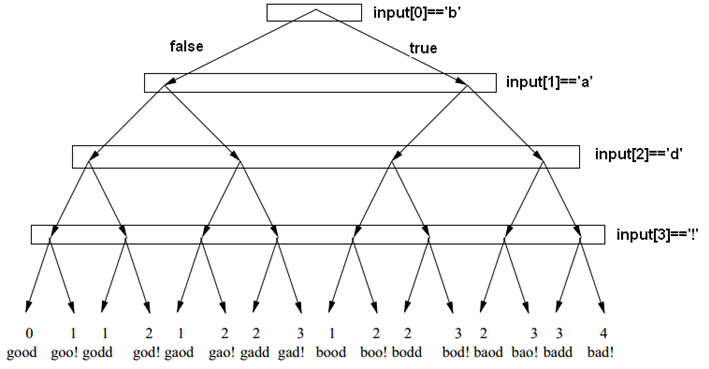 input[0]=='b'
false
true
input[1]=='a'
input[2]=='d'
input[3]=='!'
0 1 1 2 1 2 2 3 1 2 2 3 2 3 3 4
good goo! godd god! gaod gao! gadd gad! bood boo! bodd bod! baod bao! badd bad!